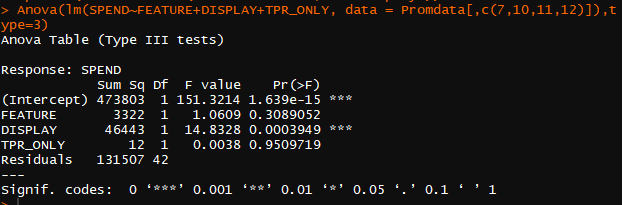 > Anova(lm(SPEND~FEATURE+DISPLAY+TPR_ONLY, data = Promdata[,c(7,10,11,12)]),t
ype=3)
Anova Table (Type III tests)

Response: SPEND
            Sum Sq Df  F value    Pr(>F)
(Intercept) 473803  1 151.3214 1.639e-15 ***
FEATURE       3322  1   1.0609 0.3089052
DISPLAY      46443  1  14.8328 0.0003949 ***
TPR_ONLY        12  1   0.0038 0.9509719
Residuals   131507 42
---
Signif. codes:  0 ‘***’ 0.001 ‘**’ 0.01 ‘*’ 0.05 ‘.’ 0.1 ‘ ’ 1
>